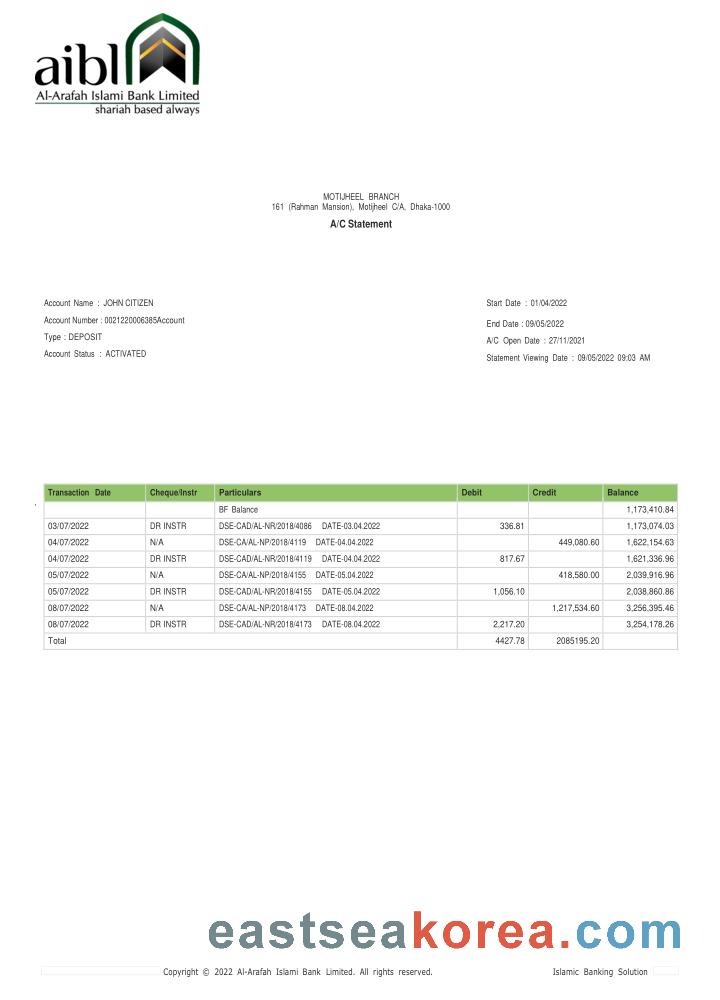 aibl
Al-Arafah Islami Bank Limited
shariah based always
MOTIJHEEL BRANCH
161 (Rahman Mansion), Motijheel C/A, Dhaka-1000
A/C Statement
Account Name : JOHN CITIZEN
Account Number : 0021220006385Account
Type : DEPOSIT
Account Status : ACTIVATED
Start Date : 01/04/2022
End Date : 09/05/2022
A/C Open Date : 27/11/2021
Statement Viewing Date : 09/05/2022 09:03 AM
Transaction Date Cheque/Instr Particulars Debit Credit Balance
BF Balance 1,173,410.84
03/07/2022 DR INSTR DSE-CAD/AL-NR/2018/4086 DATE-03.04.2022 336.81 1,173,074.03
04/07/2022 N/A DSE-CA/AL-NP/2018/4119 DATE-04.04.2022 449,080.60 1,622,154.63
04/07/2022 DR INSTR DSE-CAD/AL-NR/2018/4119 DATE-04.04.2022 817.67 1,621,336.96
05/07/2022 N/A DSE-CA/AL-NP/2018/4155 DATE-05.04.2022 418,580.00 2,039,916.96
05/07/2022 DR INSTR DSE-CAD/AL-NR/2018/4155 DATE-05.04.2022 1,056.10 2,038,860.86
08/07/2022 N/A DSE-CA/AL-NP/2018/4173 DATE-08.04.2022 1,217,534.60 3,256,395.46
08/07/2022 DR INSTR DSE-CAD/AL-NR/2018/4173 DATE-08.04.2022 2,217.20 3,254,178.26
Total 4427.78 2085195.20
eastseakorea.com
Copyright © 2022 Al-Arafah Islami Bank Limited. All rights reserved. Islamic Banking Solution